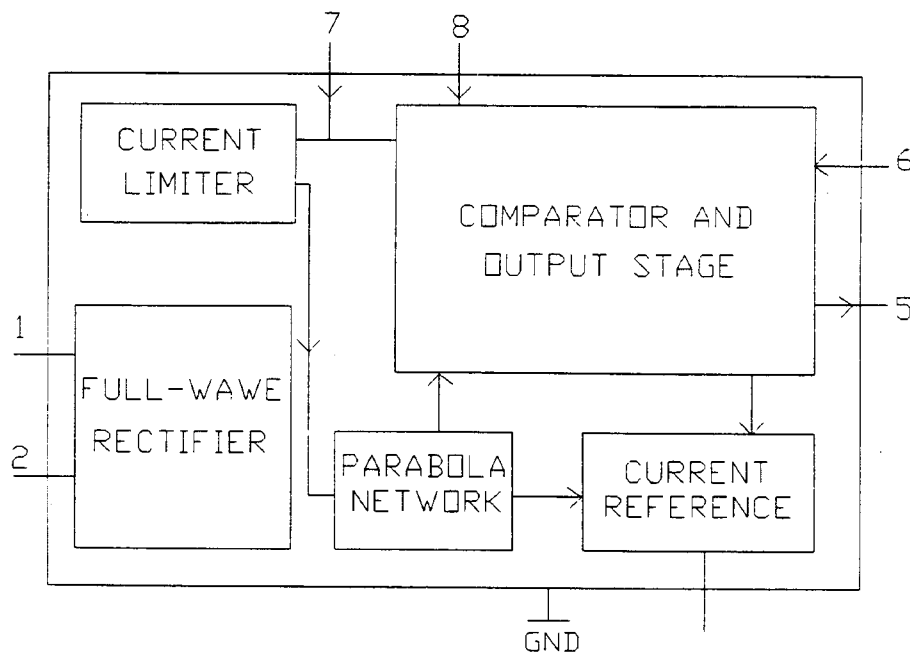 7
8
CURRENT
LIMITER
6
COMPARATOR AND
OUTPUT STAGE
5
1
FULL-WAWE
RECTIFIER
2
PARABOLA
NETWORK
CURRENT
REFERENCE
GND